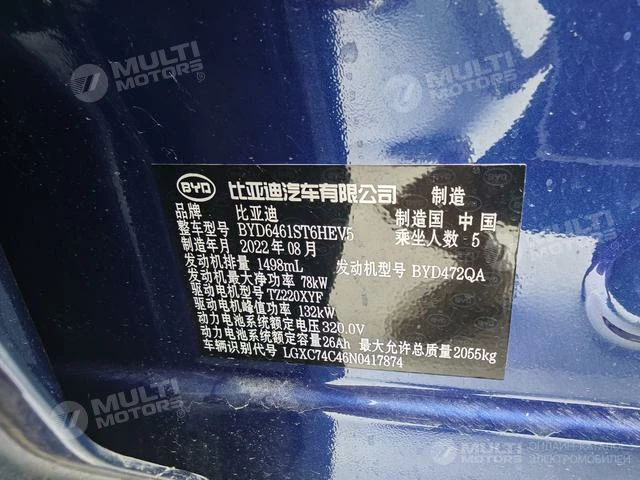 MULTI
MOTORS
MULTI
MOTORS
BYD 比亚迪汽车有限公司 制造
品牌 比亚迪 制造国 中国
整车型号 BYD6461ST6HEV5 乘坐人数 5
制造年月 2022年08月
发动机排量 1498mL 发动机型号 BYD472QA
发动机最大净功率 78kW
驱动电机型号 TZ220XYF
驱动电机峰值功率 132kW
动力电池系统额定电压 320.0V
动力电池系统额定容量 26Ah 最大允许总质量 2055kg
车辆识别代号 LGXC74C46N0417874
MULTI
MOTORS
MULTI
MOTORS
ЭЛЕКТРОМОБИЛЕЙ